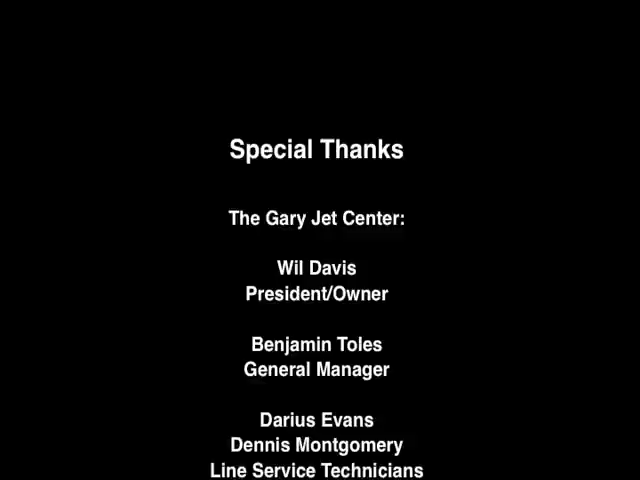 Special Thanks
The Gary Jet Center:
Wil Davis
President/Owner
Benjamin Toles
General Manager
Darius Evans
Dennis Montgomery
Line Service Technicians